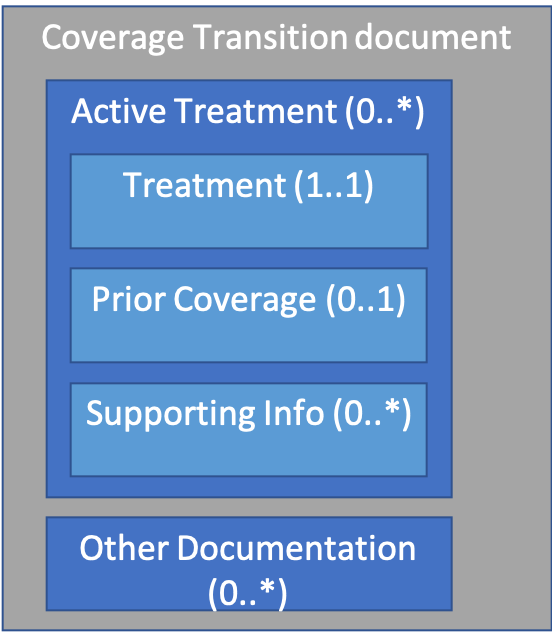 Coverage Transition document
Active Treatment (0..*)
Treatment (1..1)
Prior Coverage (0..1)
Supporting Info (0..*)
Other Documentation
(0..*)